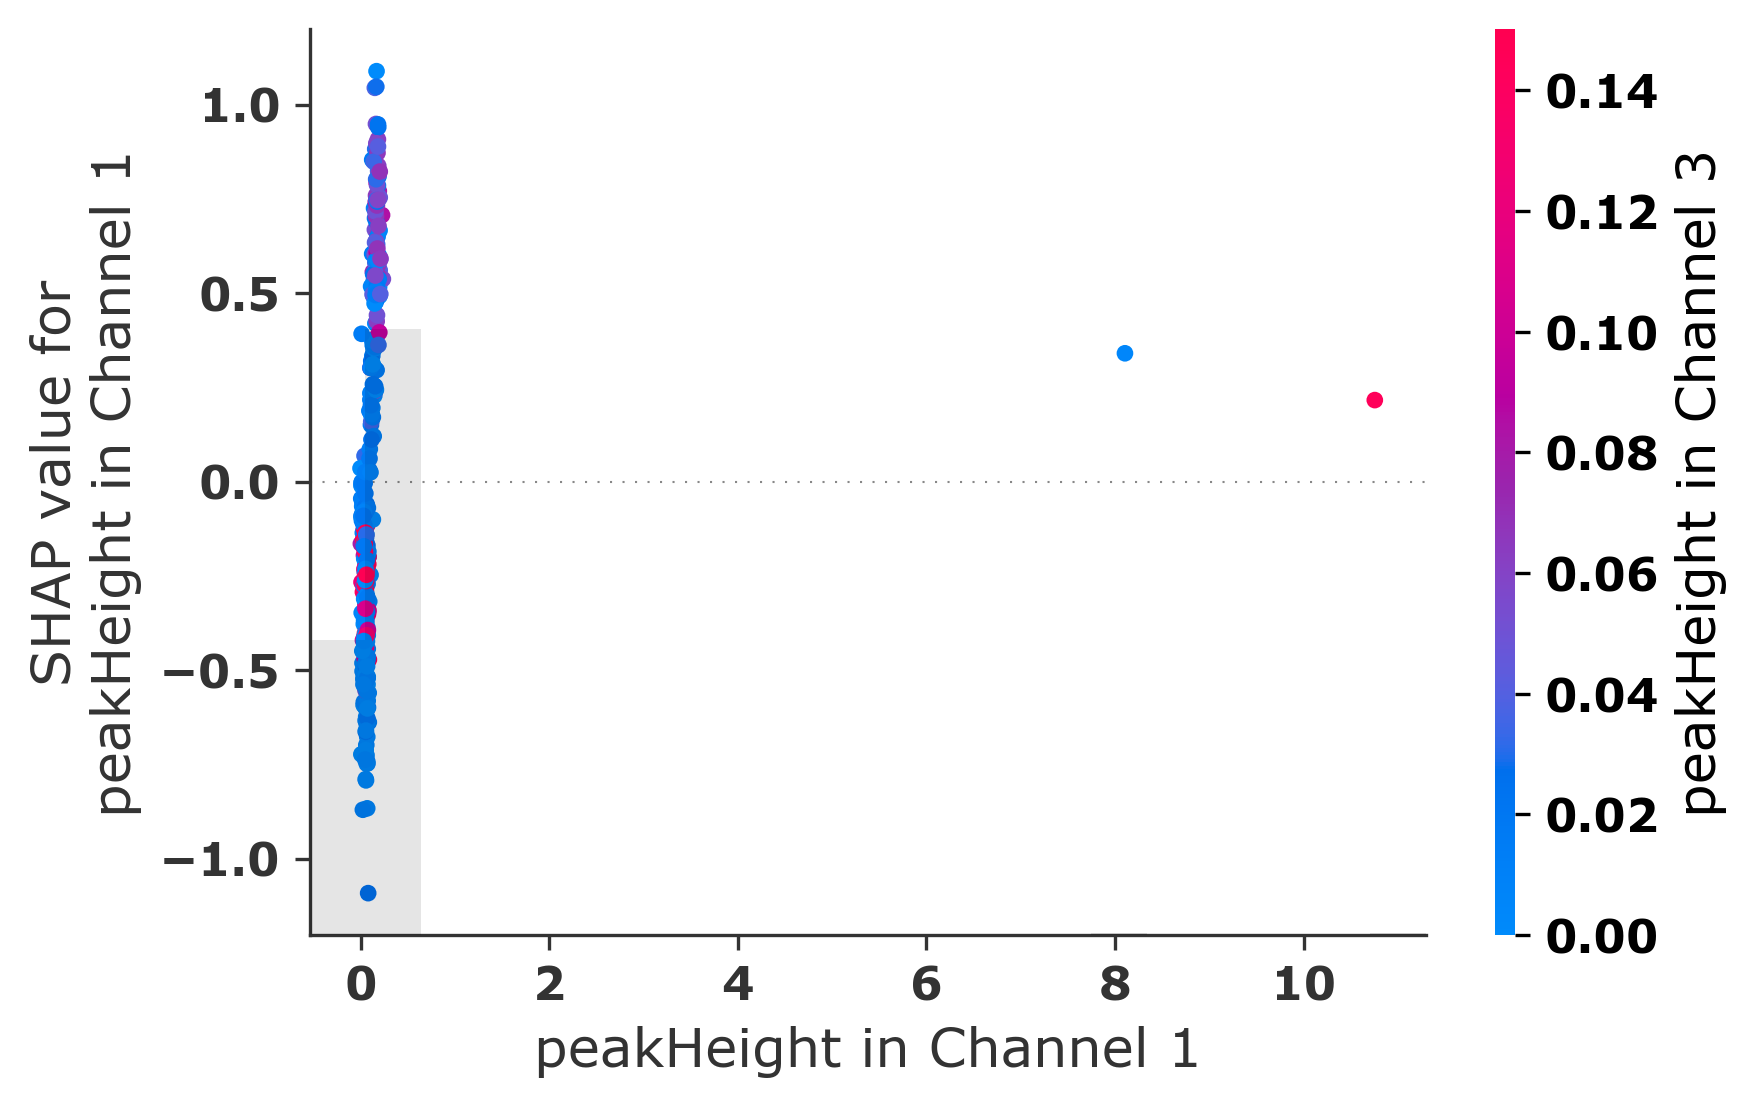 SHAP value for
peakHeight in Channel 1
1.0
0.5
0.0
−0.5
−1.0
0 2 4 6 8 10
peakHeight in Channel 1
0.14
0.12
0.10
0.08
0.06
0.04
0.02
0.00
peakHeight in Channel 3